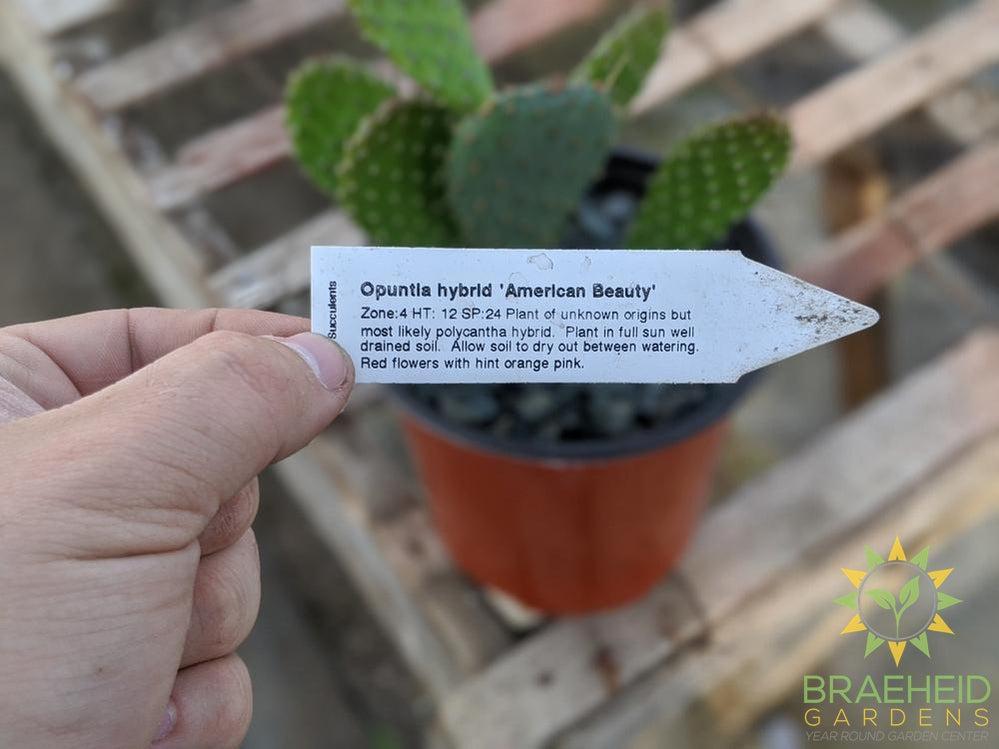 Succulents
Opuntia hybrid 'American Beauty'
Zone:4 HT: 12 SP:24 Plant of unknown origins but
most likely polycantha hybrid. Plant in full sun well
drained soil. Allow soil to dry out between watering.
Red flowers with hint orange pink.
BRAEHEID
GARDENS
YEAR ROUND GARDEN CENTER